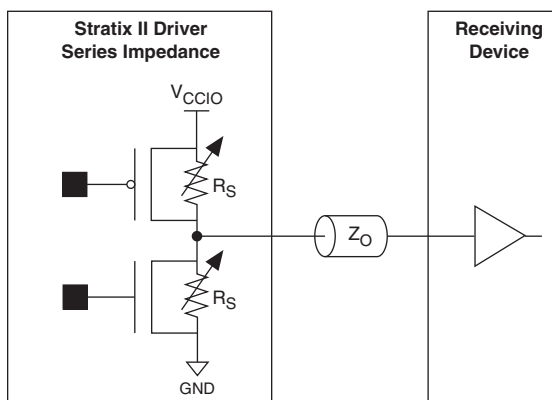 Stratix II Driver
Series Impedance
Receiving
Device
VCCIO
RS
ZO
RS
GND